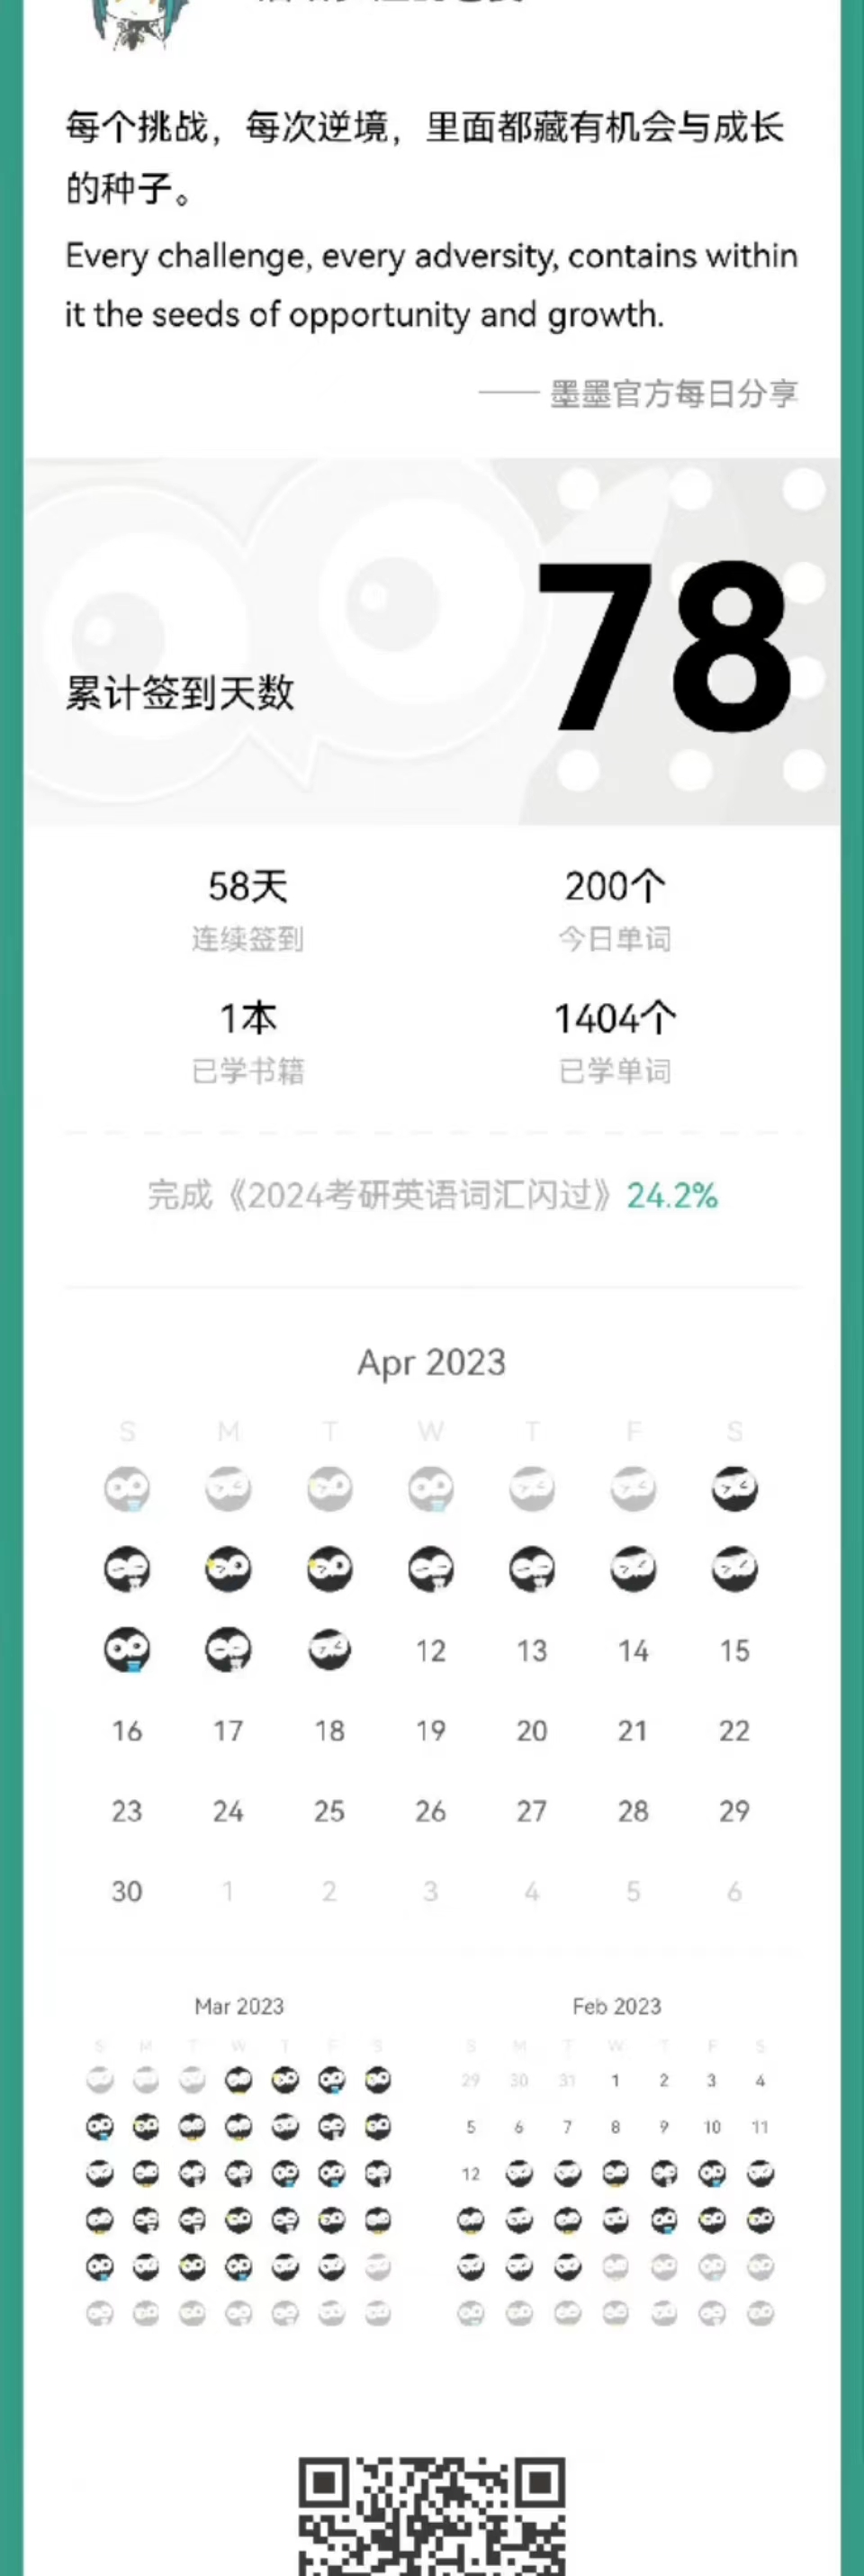 每个挑战，每次逆境，里面都藏有机会与成长
的种子。
Every challenge, every adversity, contains within
it the seeds of opportunity and growth.
—— 墨墨官方每日分享
累计签到天数
78
58天
200个
连续签到
今日单词
1本
1404个
已学书籍
已学单词
完成《2024考研英语词汇闪过》24.2%
Apr 2023
S M T W T F S
12 13 14 15
16 17 18 19 20 21 22
23 24 25 26 27 28 29
30 1 2 3 4 5 6
Mar 2023
S M T W T F S
Feb 2023
S M T W T F S
29 30 31 1 2 3 4
5 6 7 8 9 10 11
12